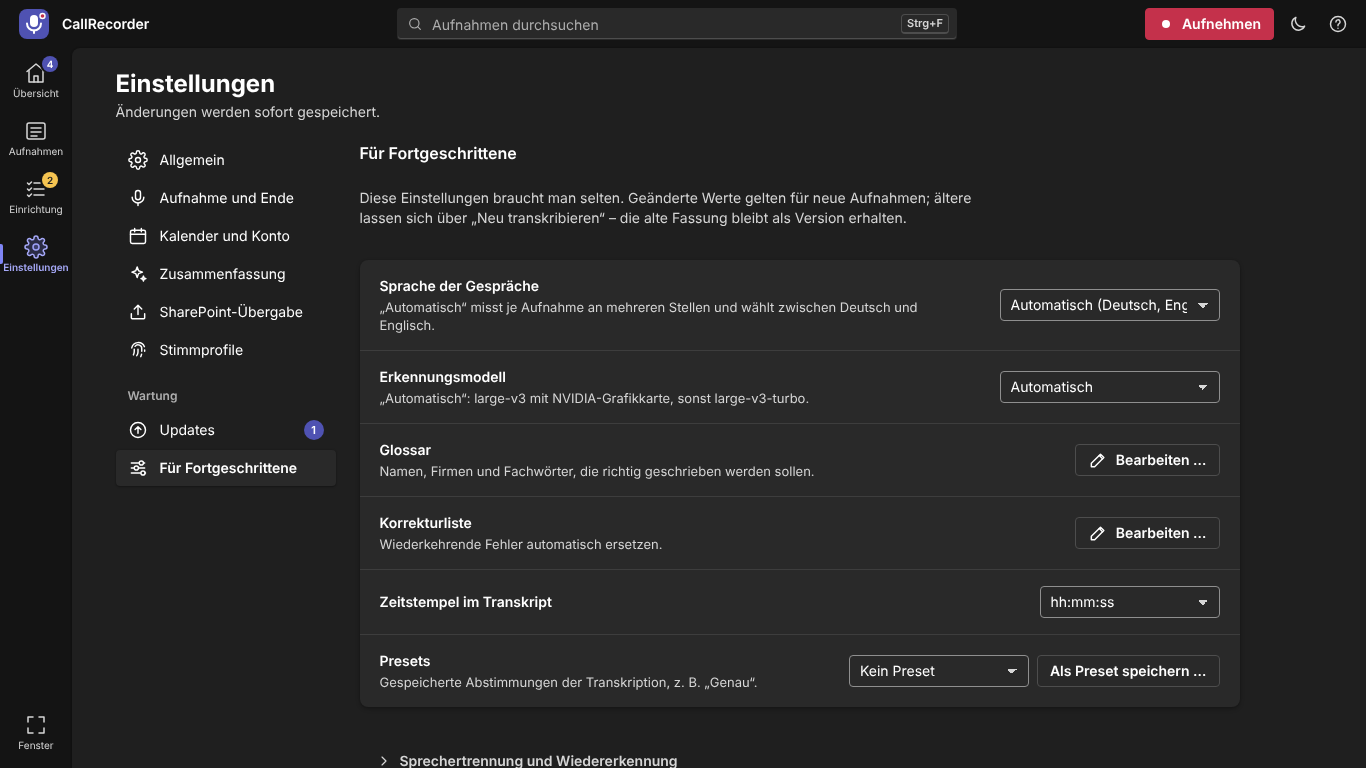 CallRecorder
Aufnahmen durchsuchen
Strg+F
Aufnehmen
4
Übersicht
Aufnahmen
2
Einrichtung
Einstellungen
Fenster
Einstellungen
Änderungen werden sofort gespeichert.
Allgemein
Aufnahme und Ende
Kalender und Konto
Zusammenfassung
SharePoint-Übergabe
Stimmprofile
Wartung
Updates
1
Für Fortgeschrittene
Für Fortgeschrittene
Diese Einstellungen braucht man selten. Geänderte Werte gelten für neue Aufnahmen; ältere
lassen sich über „Neu transkribieren“ – die alte Fassung bleibt als Version erhalten.
Sprache der Gespräche
„Automatisch“ misst je Aufnahme an mehreren Stellen und wählt zwischen Deutsch und
Englisch.
Automatisch (Deutsch, Eng
Erkennungsmodell
„Automatisch“: large-v3 mit NVIDIA-Grafikkarte, sonst large-v3-turbo.
Automatisch
Glossar
Namen, Firmen und Fachwörter, die richtig geschrieben werden sollen.
Bearbeiten ...
Korrekturliste
Wiederkehrende Fehler automatisch ersetzen.
Bearbeiten ...
Zeitstempel im Transkript
hh:mm:ss
Presets
Gespeicherte Abstimmungen der Transkription, z. B. „Genau“.
Kein Preset
Als Preset speichern ...
Sprechertrennung und Wiedererkennung